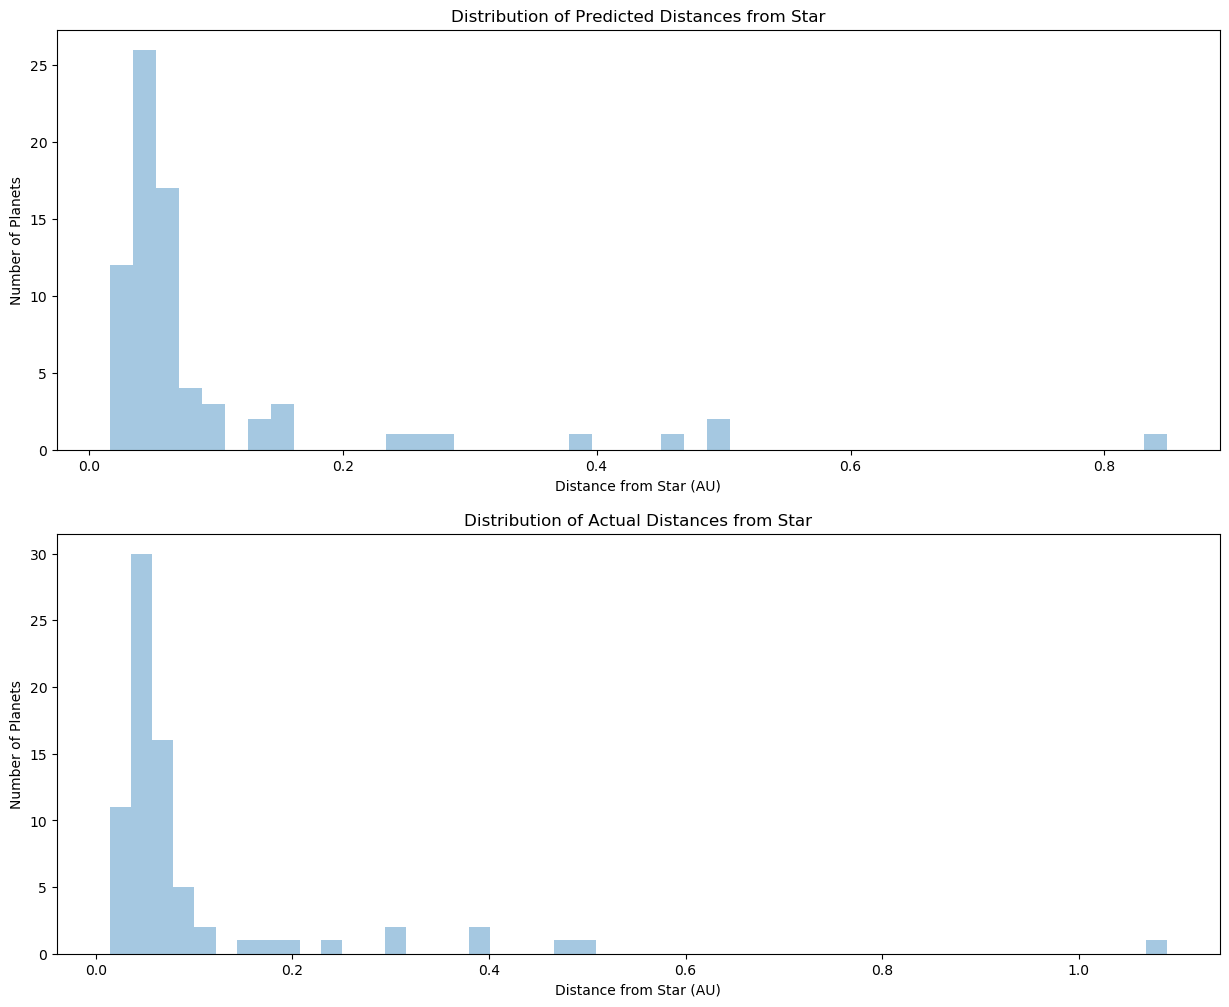 Distribution of Predicted Distances from Star
25
20
15
10
5
0
Number of Planets
0.0 0.2 0.4 0.6 0.8
Distance from Star (AU)
Distribution of Actual Distances from Star
30
25
20
15
10
5
0
Number of Planets
0.0 0.2 0.4 0.6 0.8 1.0
Distance from Star (AU)